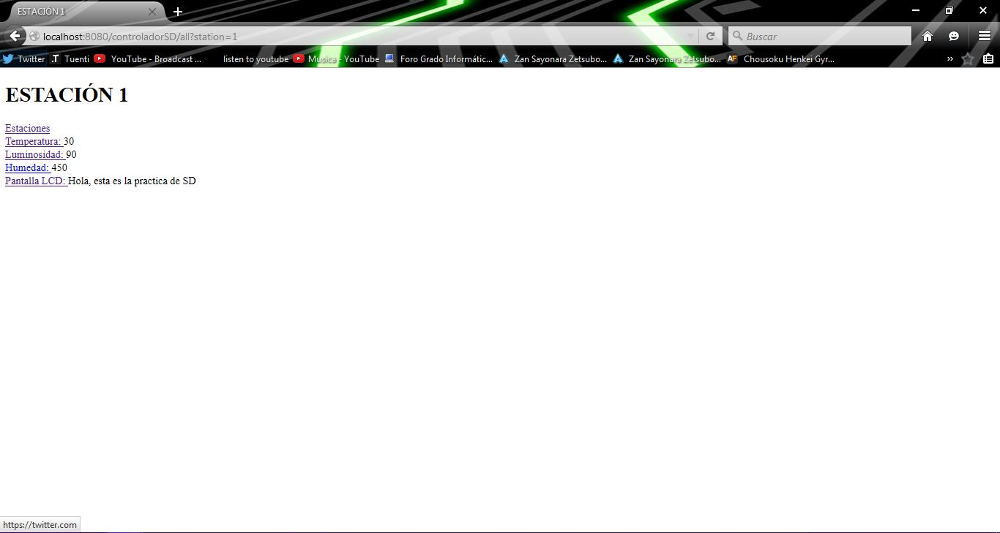 ESTACIÓN 1
localhost:8080/controladorSD/all?station=1
Buscar
Twitter .T Tuenti YouTube - Broadcast ... listen to youtube Musica - YouTube Foro Grado Informátic... Zan Sayonara Zetsubo... Zan Sayonara Zetsubo... AF Chousoku Henkei Gyr... »
ESTACIÓN 1
Estaciones
Temperatura: 30
Luminosidad: 90
Humedad: 450
Pantalla LCD: Hola, esta es la practica de SD
https://twitter.com